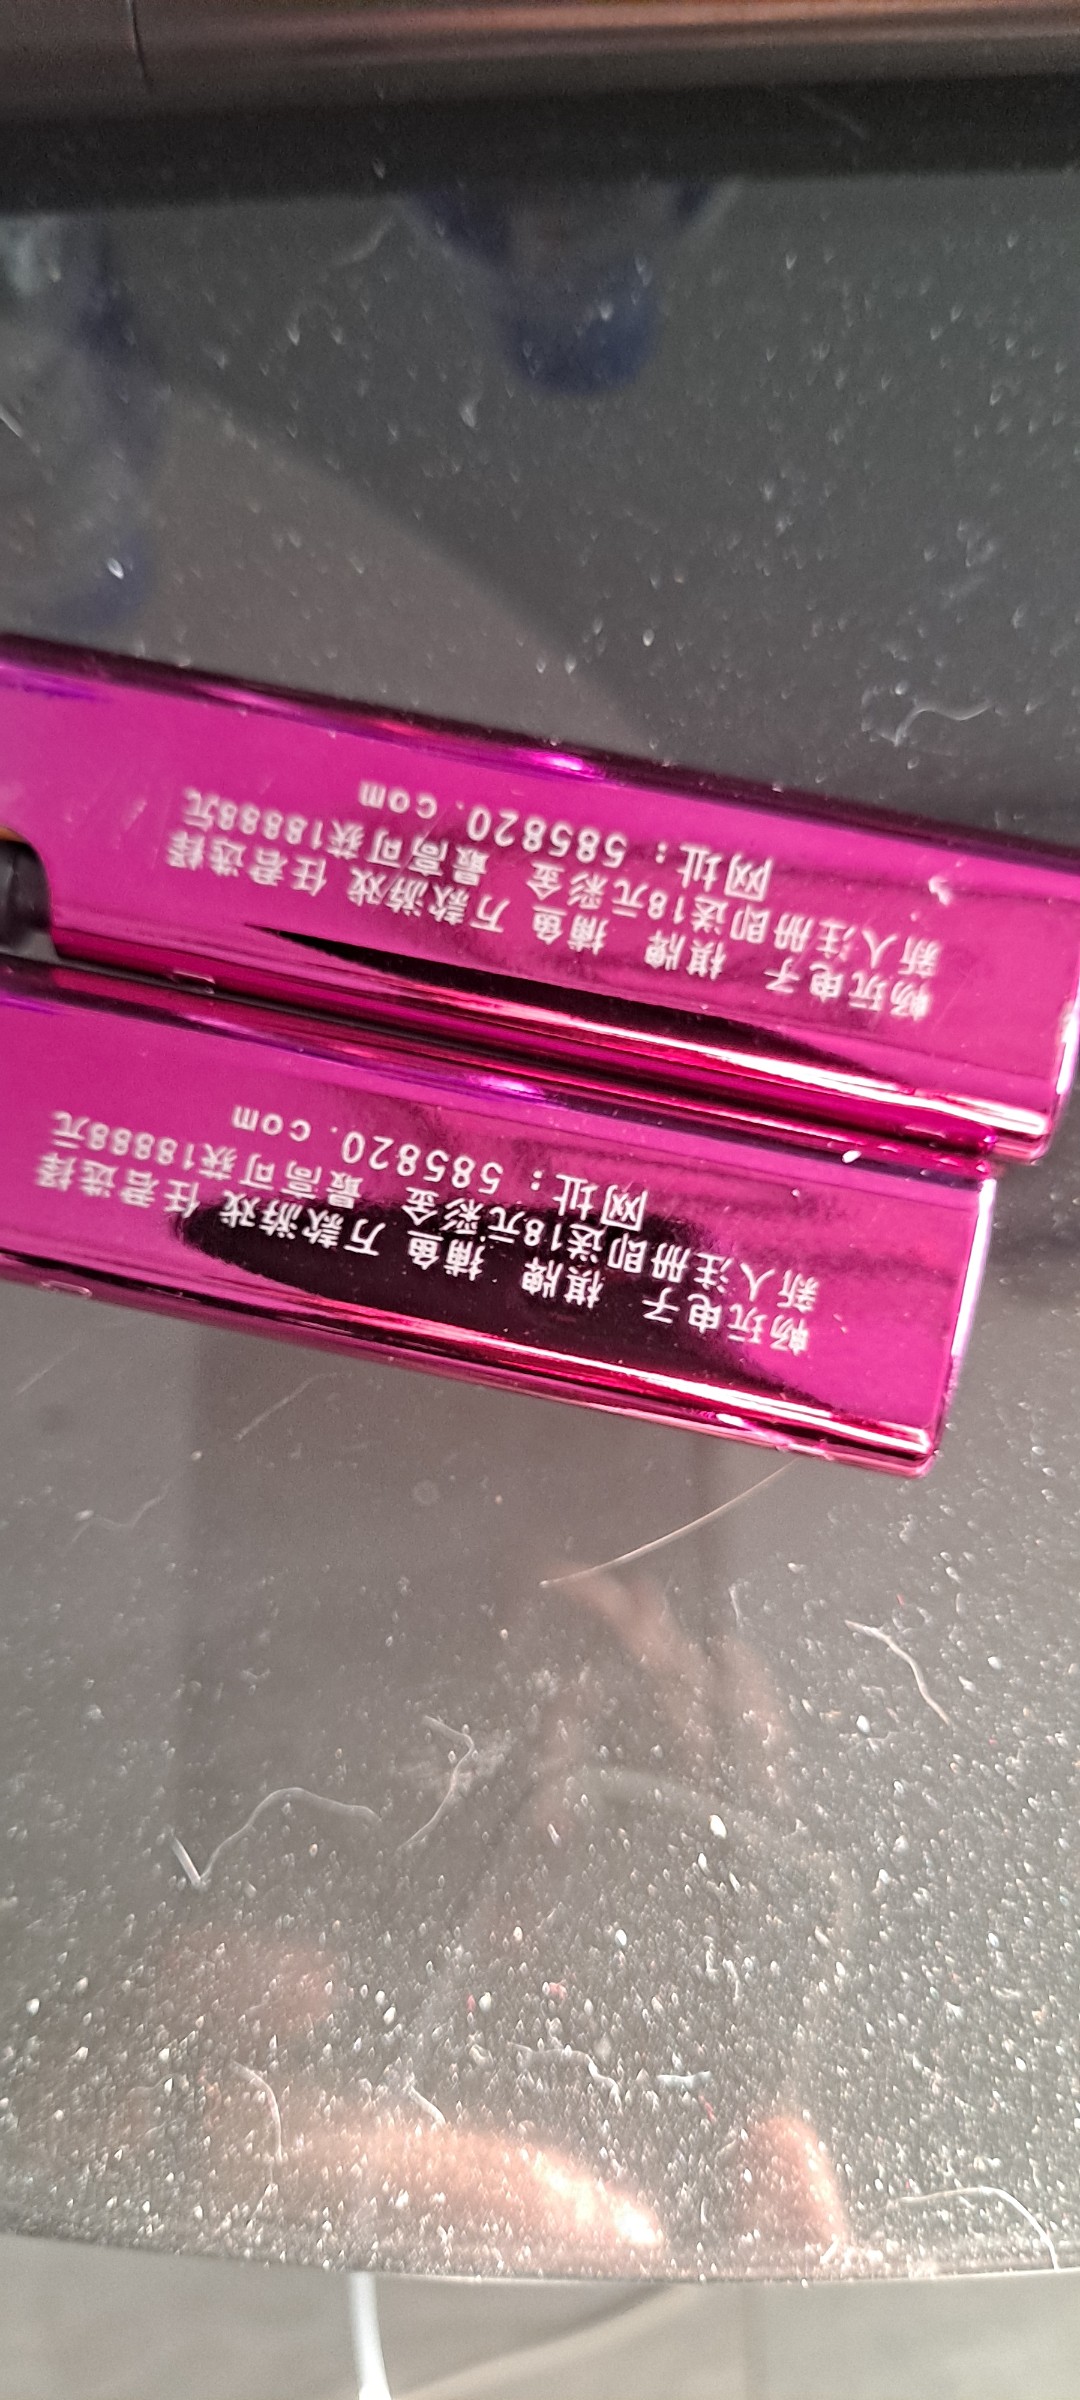 畅玩电子 棋牌 捕鱼 万款游戏 任君选择
新人注册即送18元彩金 最高可获18888元
网址：585820.com
畅玩电子 棋牌 捕鱼 万款游戏 任君选择
新人注册即送18元彩金 最高可获18888元
网址：585820.com